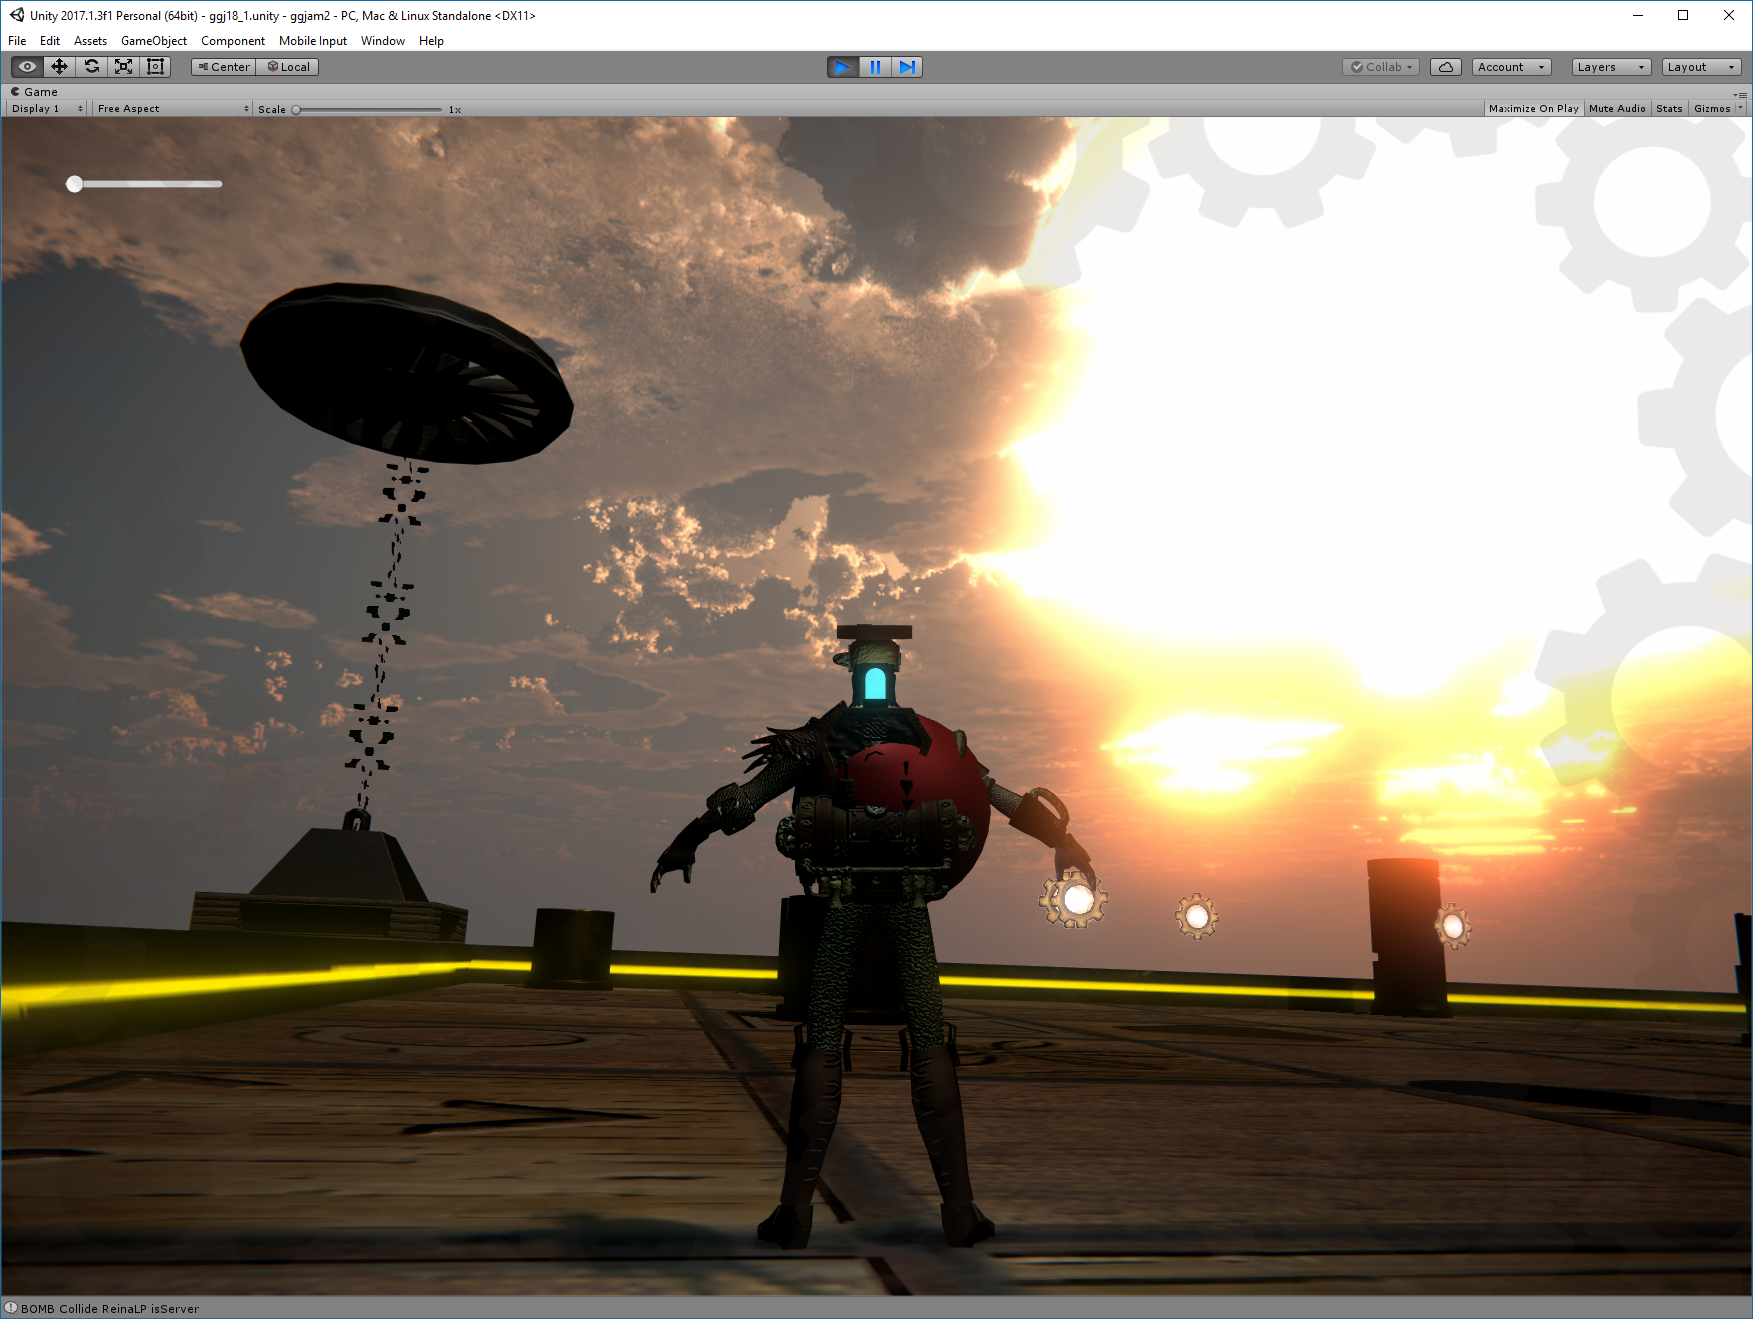 Unity 2017.1.3f1 Personal (64bit) - ggj18_1.unity - ggjam2 - PC, Mac & Linux Standalone <DX11>
File Edit Assets GameObject Component Mobile Input Window Help
Center Local Collab Account Layers Layout
Game
Display 1 Free Aspect Scale 1x Maximize On Play Mute Audio Stats Gizmos
BOMB Collide ReinaLP isServer